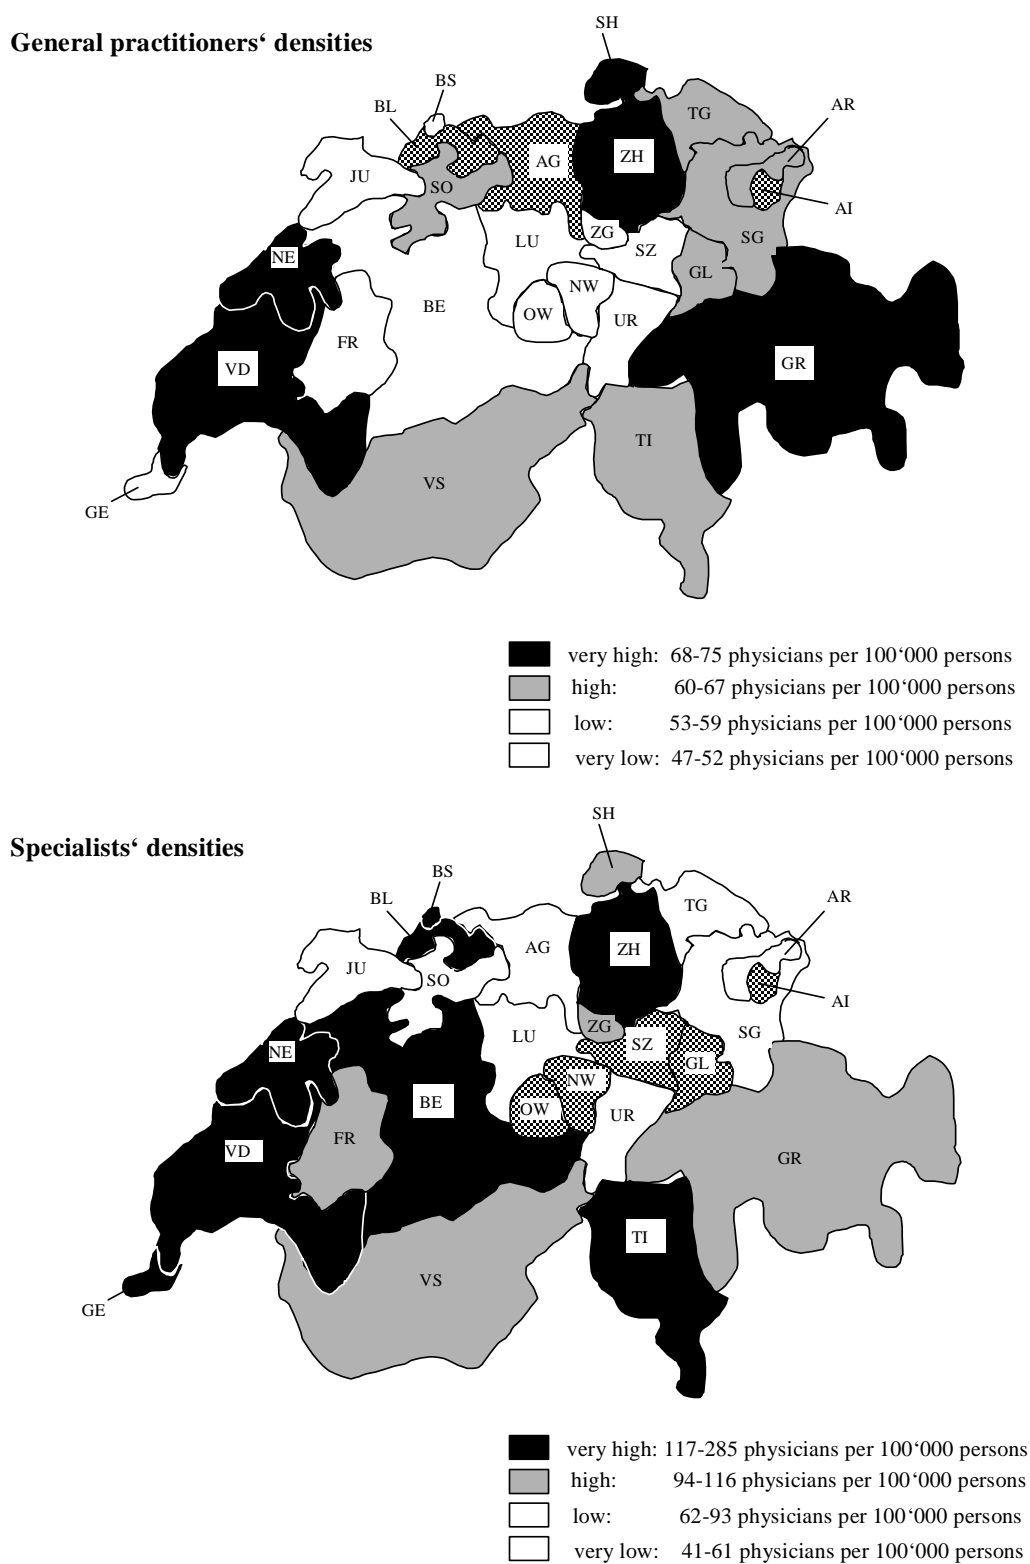 General practitioners‘ densities
SH
BS
BL
TG
AR
AG
ZH
JU
SO
AI
ZG
LU
SZ
SG
NE
GL
NW
BE
OW
UR
FR
VD
GR
TI
VS
GE
very high: 68-75 physicians per 100‘000 persons
high: 60-67 physicians per 100‘000 persons
low: 53-59 physicians per 100‘000 persons
very low: 47-52 physicians per 100‘000 persons
Specialists‘ densities
SH
BS
BL
TG
AR
AG
ZH
JU
SO
AI
ZG
LU
SZ
SG
NE
GL
NW
BE
OW
UR
FR
VD
GR
TI
VS
GE
very high: 117-285 physicians per 100‘000 persons
high: 94-116 physicians per 100‘000 persons
low: 62-93 physicians per 100‘000 persons
very low: 41-61 physicians per 100‘000 persons